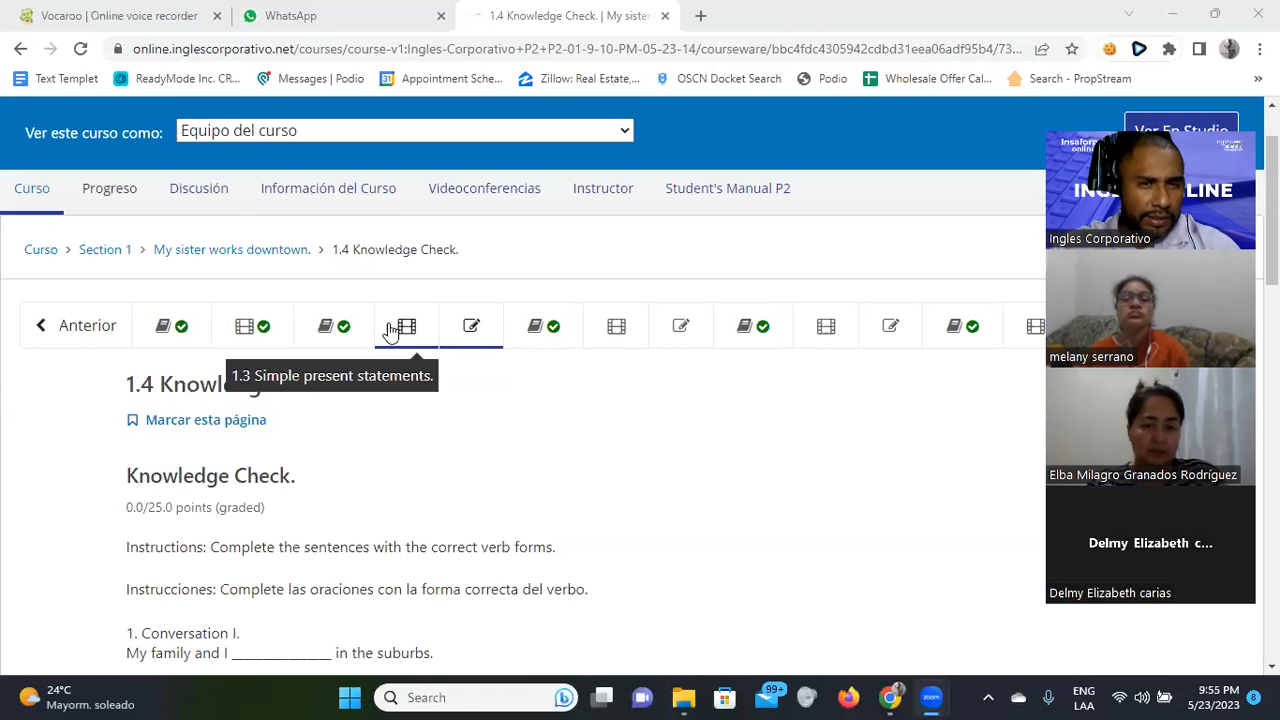 Vocaroo | Online voice recorder
WhatsApp
1.4 Knowledge Check. | My siste
online.inglescorporativo.net/courses/course-v1:Ingles-Corporativo+P2+P2-01-9-10-PM-05-23-14/courseware/bbc4fdc4305942cdbd31eea06adf95b4/73...
Text Templet
ReadyMode Inc. CR...
Messages | Podio
Appointment Sche...
Zillow: Real Estate,...
OSCN Docket Search
Podio
Wholesale Offer Cal...
Search - PropStream
Ver este curso como:
Equipo del curso
Ver En Studio
Curso
Progreso
Discusión
Información del Curso
Videoconferencias
Instructor
Student's Manual P2
Curso > Section 1 > My sister works downtown. > 1.4 Knowledge Check.
Anterior
1.3 Simple present statements.
1.4 Knowledg
Marcar esta página
Knowledge Check.
0.0/25.0 points (graded)
Instructions: Complete the sentences with the correct verb forms.
Instrucciones: Complete las oraciones con la forma correcta del verbo.
1. Conversation I.
My family and I _______________ in the suburbs.
Ingles Corporativo
melany serrano
Elba Milagro Granados Rodríguez
Delmy Elizabeth c...
Delmy Elizabeth carias
24°C
Mayorm. soleado
Search
99+
ENG
LAA
9:55 PM
5/23/2023
8